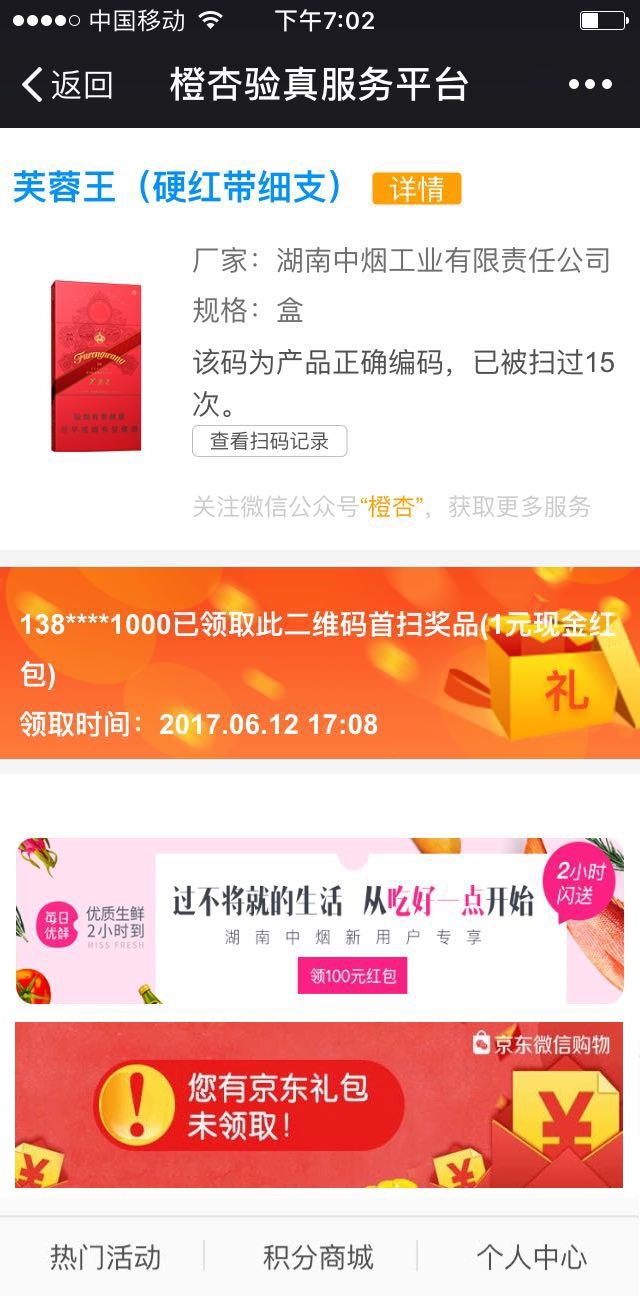 中国移动
下午7:02
返回
橙杏验真服务平台
芙蓉王（硬红带细支）
详情
厂家：湖南中烟工业有限责任公司
规格：盒
该码为产品正确编码，已被扫过15
次。
查看扫码记录
关注微信公众号“橙杏”，获取更多服务
138****1000已领取此二维码首扫奖品(1元现金红
包)
领取时间：2017.06.12 17:08
礼
每日
优鲜
优质生鲜
2小时到
MISS FRESH
过不将就的生活 从吃好一点开始
湖南中烟新用户专享
领100元红包
2小时
闪送
京东微信购物
您有京东礼包
未领取！
热门活动
积分商城
个人中心